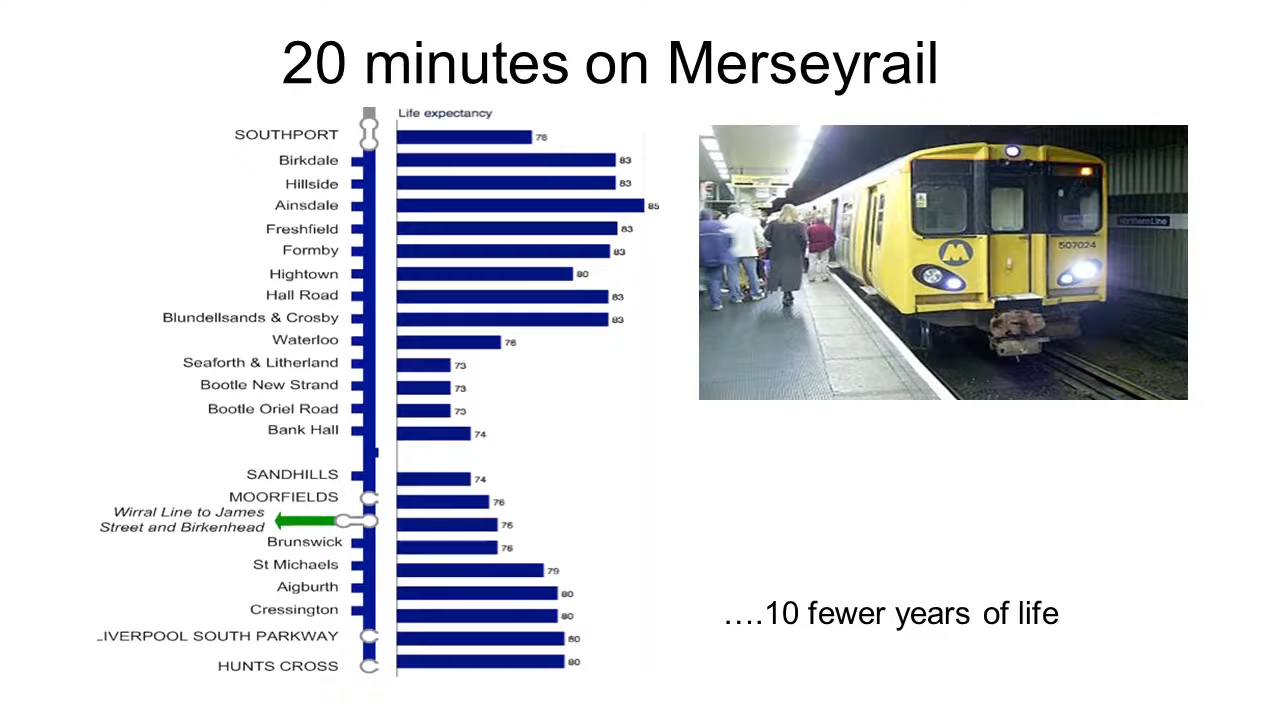 20 minutes on Merseyrail
Life expectancy
SOUTHPORT 78
Birkdale 83
Hillside 83
Ainsdale 85
Freshfield 83
Formby 83
Hightown 80
Hall Road 83
Blundellsands & Crosby 83
Waterloo 76
Seaforth & Litherland 73
Bootle New Strand 73
Bootle Oriel Road 73
Bank Hall 74
SANDHILLS 74
MOORFIELDS 76
Wirral Line to James
Street and Birkenhead 76
Brunswick 76
St Michaels 79
Aigburth 80
Cressington 80
LIVERPOOL SOUTH PARKWAY 80
HUNTS CROSS 80
M
507024
Northern Line
….10 fewer years of life